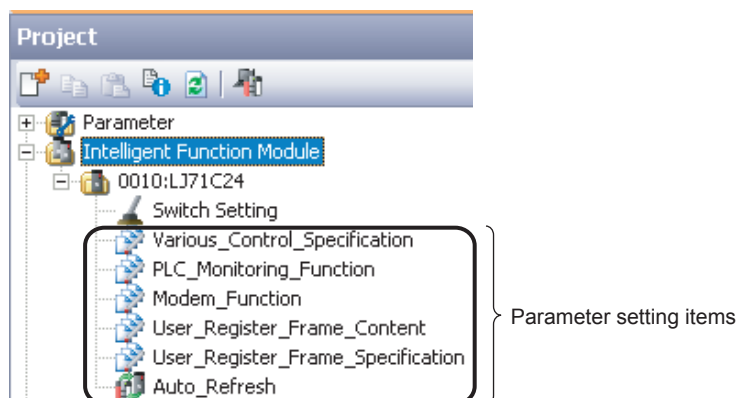 Project
Parameter
Intelligent Function Module
0010:LJ71C24
Switch Setting
Various_Control_Specification
PLC_Monitoring_Function
Modem_Function
User_Register_Frame_Content
User_Register_Frame_Specification
Auto_Refresh
Parameter setting items